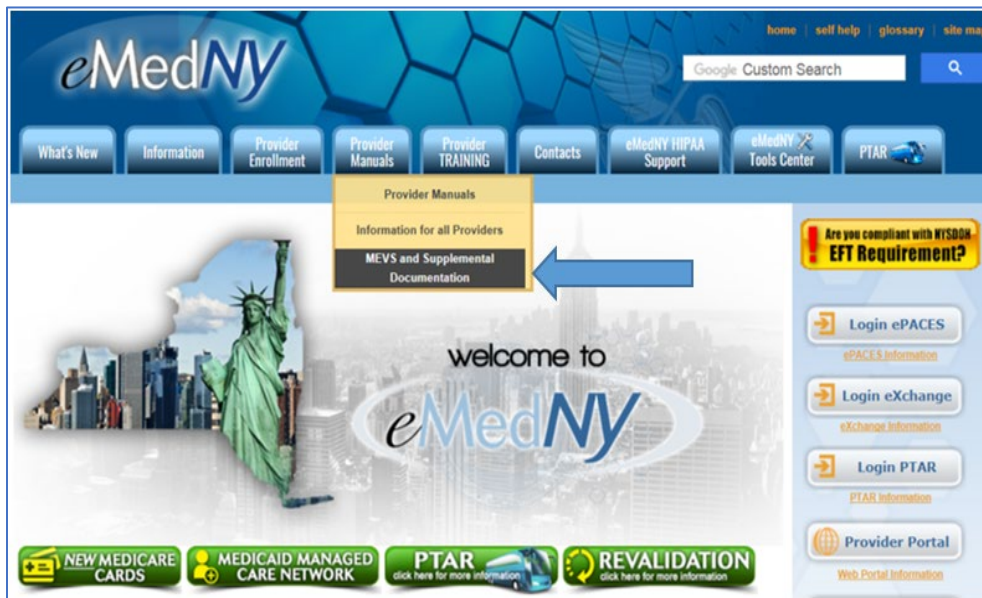 eMedNY
home | self help | glossary | site map
Google Custom Search
What's New
Information
Provider
Enrollment
Provider
Manuals
Provider
TRAINING
Contacts
eMedNY HIPAA
Support
eMedNY
Tools Center
PTAR
Provider Manuals
Information for all Providers
MEVS and Supplemental
Documentation
! Are you compliant with NYSDOH
EFT Requirement?
Login ePACES
ePACES Information
Login eXchange
eXchange Information
Login PTAR
PTAR Information
Provider Portal
Web Portal Information
welcome to
eMedNY
NEW MEDICARE
CARDS
MEDICAID MANAGED
CARE NETWORK
PTAR
click here for more information
REVALIDATION
click here for more information